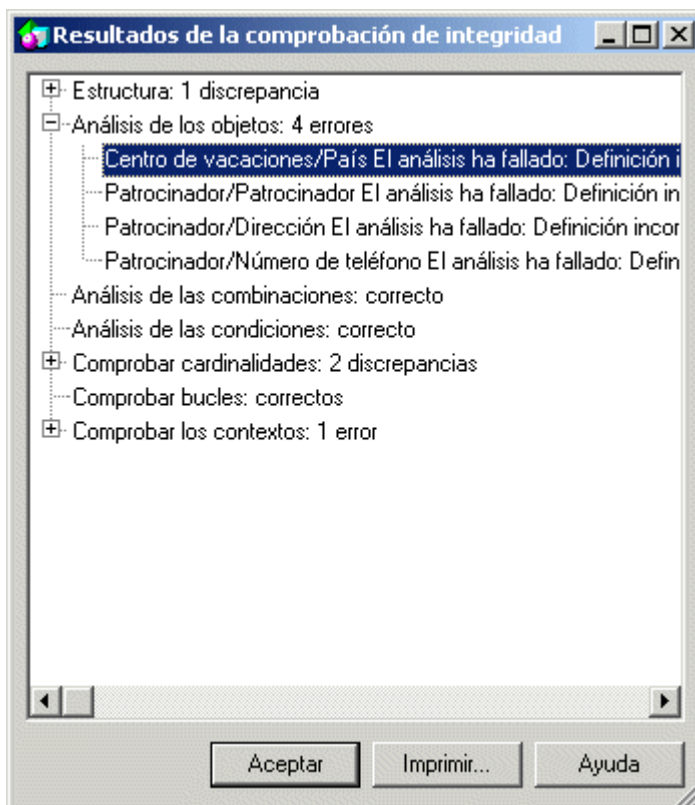 Resultados de la comprobación de integridad
Estructura: 1 discrepancia
Análisis de los objetos: 4 errores
Centro de vacaciones/País El análisis ha fallado: Definición i
Patrocinador/Patrocinador El análisis ha fallado: Definición in
Patrocinador/Dirección El análisis ha fallado: Definición incor
Patrocinador/Número de teléfono El análisis ha fallado: Defin
Análisis de las combinaciones: correcto
Análisis de las condiciones: correcto
Comprobar cardinalidades: 2 discrepancias
Comprobar bucles: correctos
Comprobar los contextos: 1 error
Aceptar Imprimir... Ayuda